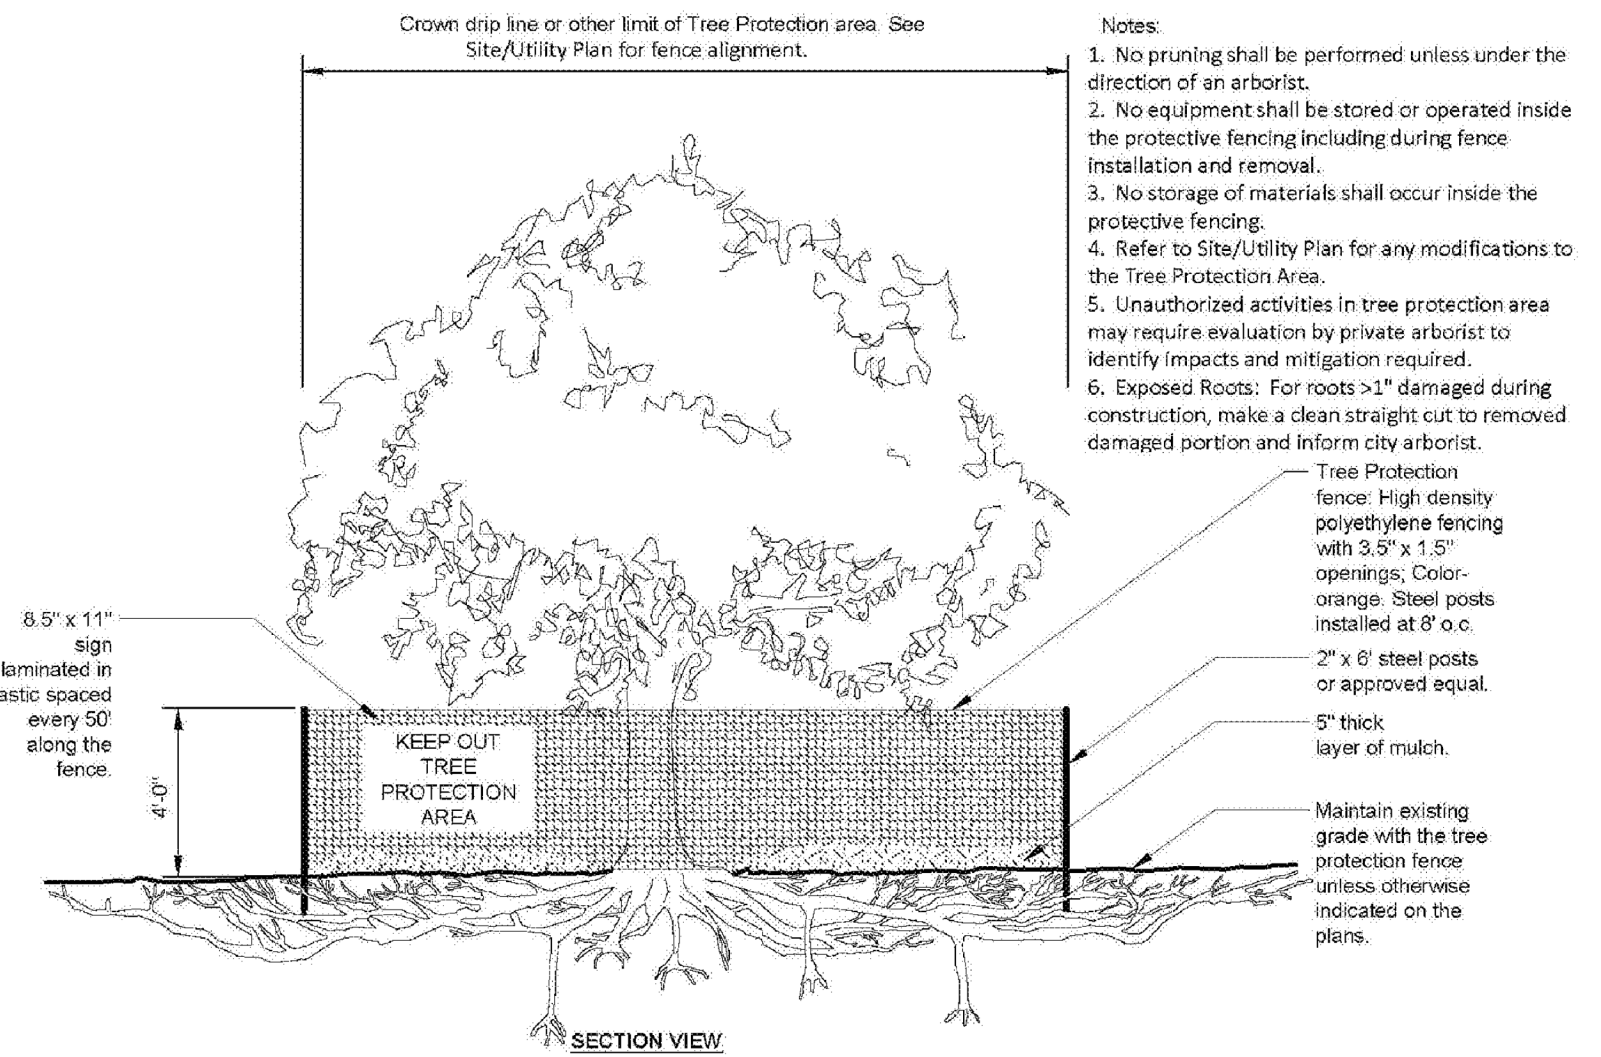 Crown drip line or other limit of Tree Protection area. See
Site/Utility Plan for fence alignment.
Notes:
1. No pruning shall be performed unless under the
direction of an arborist.
2. No equipment shall be stored or operated inside
the protective fencing including during fence
installation and removal.
3. No storage of materials shall occur inside the
protective fencing.
4. Refer to Site/Utility Plan for any modifications to
the Tree Protection Area.
5. Unauthorized activities in tree protection area
may require evaluation by private arborist to
identify impacts and mitigation required.
6. Exposed Roots: For roots >1" damaged during
construction, make a clean straight cut to removed
damaged portion and inform city arborist.
Tree Protection
fence: High density
polyethylene fencing
with 3.5" x 1.5"
openings; Color-
orange. Steel posts
installed at 8' o.c.
2" x 6' steel posts
or approved equal.
5" thick
layer of mulch.
Maintain existing
grade with the tree
protection fence
unless otherwise
indicated on the
plans.
8.5" x 11"
sign
laminated in
astic spaced
every 50'
along the
fence.
4'-0"
KEEP OUT
TREE
PROTECTION
AREA
SECTION VIEW